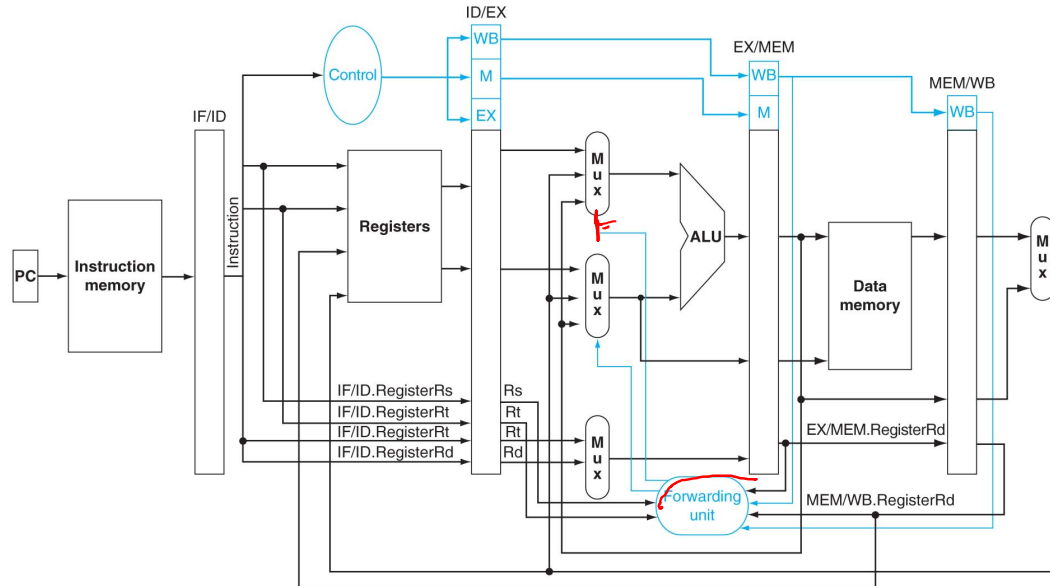 ID/EX
WB
EX/MEM
Control
M
WB
MEM/WB
IF/ID
EX
M
WB
Mux
Instruction
Registers
ALU
Mux
PC
Instruction
memory
Mux
Data
memory
IF/ID.RegisterRs
Rs
IF/ID.RegisterRt
Rt
IF/ID.RegisterRt
Rt
EX/MEM.RegisterRd
IF/ID.RegisterRd
Rd
Mux
Forwarding
unit
MEM/WB.RegisterRd